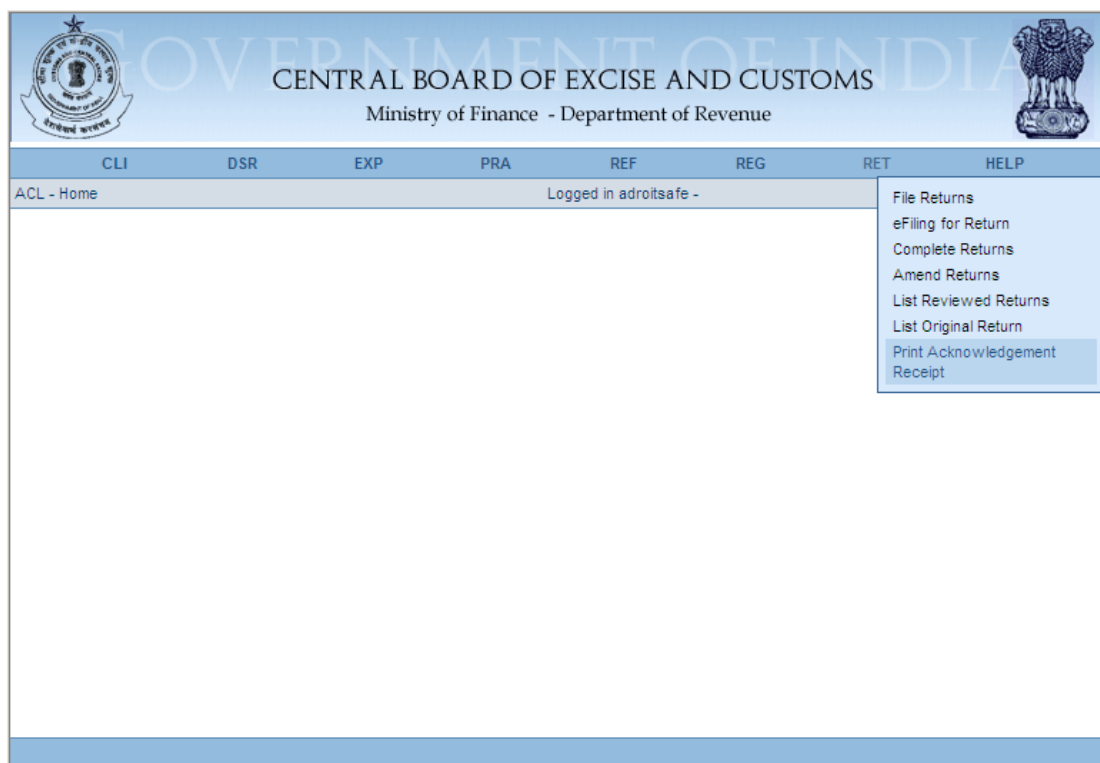 GOVERNMENT OF INDIA
CENTRAL BOARD OF EXCISE AND CUSTOMS
Ministry of Finance - Department of Revenue
CLI DSR EXP PRA REF REG RET HELP
ACL - Home Logged in adroitsafe -
File Returns
eFiling for Return
Complete Returns
Amend Returns
List Reviewed Returns
List Original Return
Print Acknowledgement
Receipt